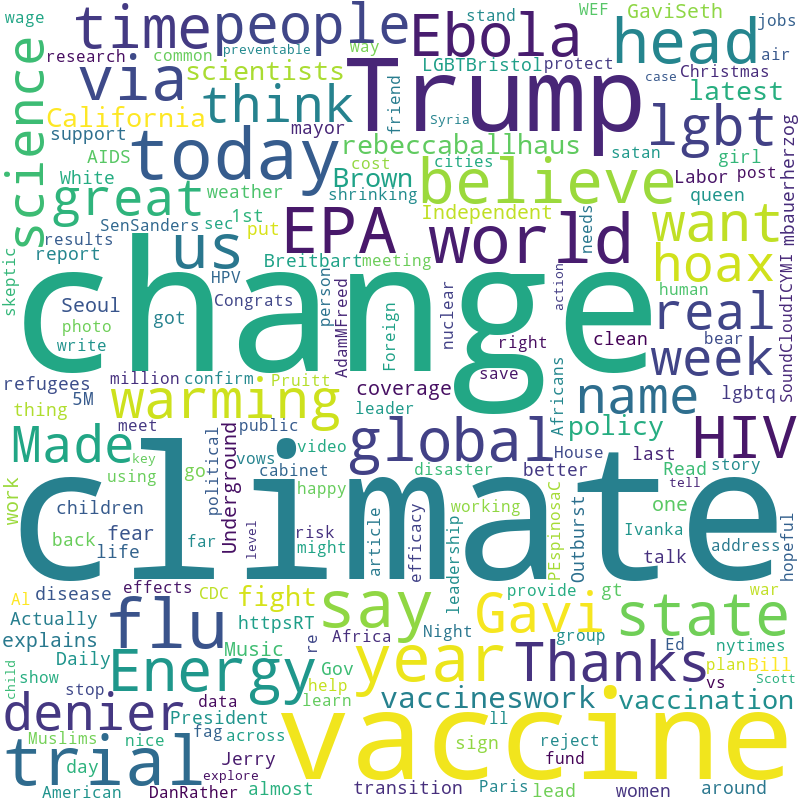 time
people
Ebola
stand
WEF
GaviSeth
wage
research
common
preventable
way
head
jobs
air
via
scientists
friend
Trump
LGBTBristol
protect
case
Christmas
science
California
think
Syria
lgbt
latest
support
mayor
today
rebeccaballhaus
satan
girl
AIDS
cost
cities
Labor
post
White
great
weather
Brown
shrinking
believe
queen
mbauerherzog
SenSanders
sec
1st
put
EPA
Independent
world
needs
want
results
report
us
Breitbart
meeting
hoax
skeptic
HPV
person
AdamMFreed
Foreign
nuclear
action
human
SoundCloudICYMI
change
Seoul
Congrats
real
photo
got
write
right
clean
bear
week
refugees
million
confirm
Pruitt
coverage
save
name
Africans
lgbtq
5M
thing
warming
leader
meet
public
Made
global
policy
political
Underground
vows
video
House
last
Read
story
key
using
go
cabinet
disaster
better
tell
climate
work
children
happy
working
PEspinosaC
one
back
fear
life
far
level
risk
might
article
efficacy
leadership
Outburst
Ivanka
talk
address
hopeful
Al
disease
effects
CDC
fight
say
Gavi
provide
gt
state
war
Actually
flu
httpsRT
explains
Music
re
Africa
Night
group
Ed
nytimes
Daily
Gov
year
Thanks
plan
Bill
child
show
Energy
help
learn
vs
Scott
stop
denier
data
vaccineswork
vaccination
President
vaccine
ll
Muslims
nice
fag
across
sign
reject
trial
day
Jerry
fund
explore
almost
American
DanRather
transition
Paris
lead
women
around